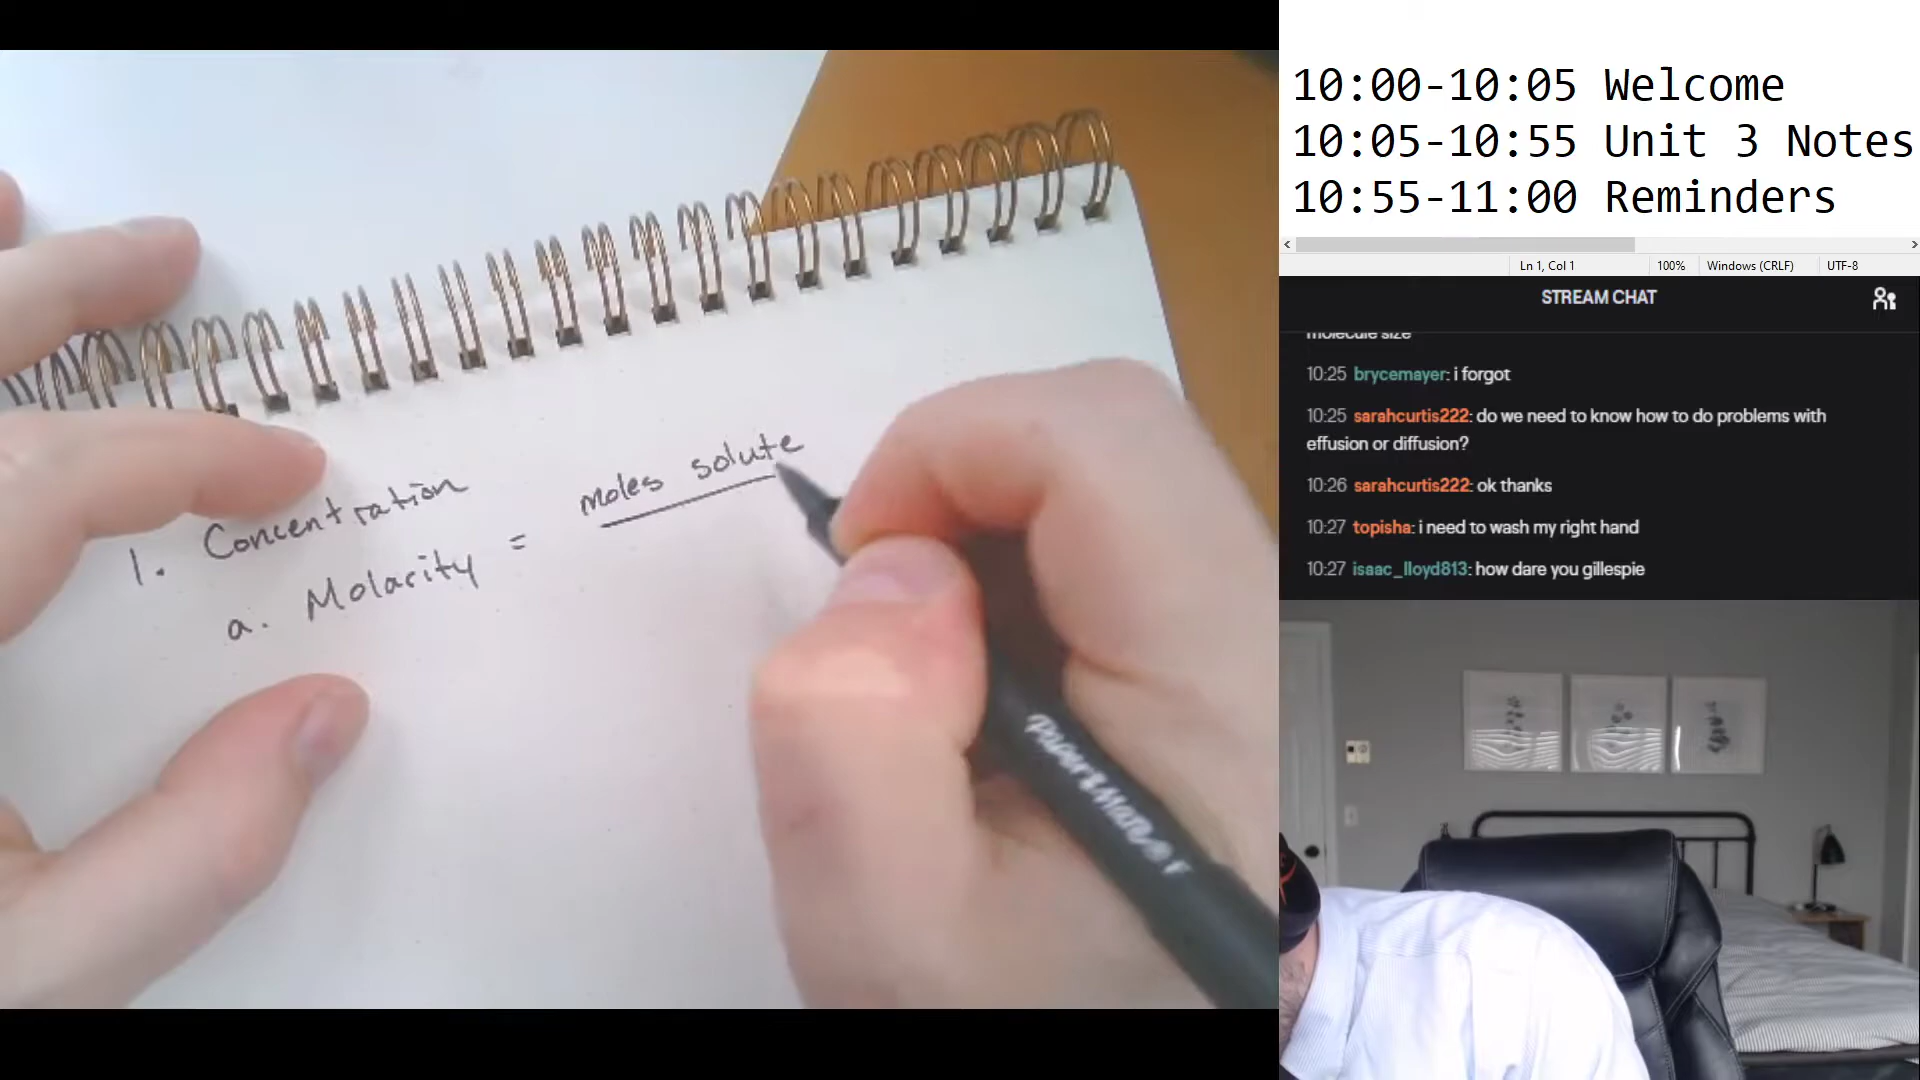 1. Concentration
a. Molarity = moles solute
PaperMate
10:00-10:05 Welcome
10:05-10:55 Unit 3 Notes
10:55-11:00 Reminders
Ln 1, Col 1 100% Windows (CRLF) UTF-8
STREAM CHAT
molecule size
10:25 brycemayer: i forgot
10:25 sarahcurtis222: do we need to know how to do problems with
effusion or diffusion?
10:26 sarahcurtis222: ok thanks
10:27 topisha: i need to wash my right hand
10:27 isaac_lloyd813: how dare you gillespie